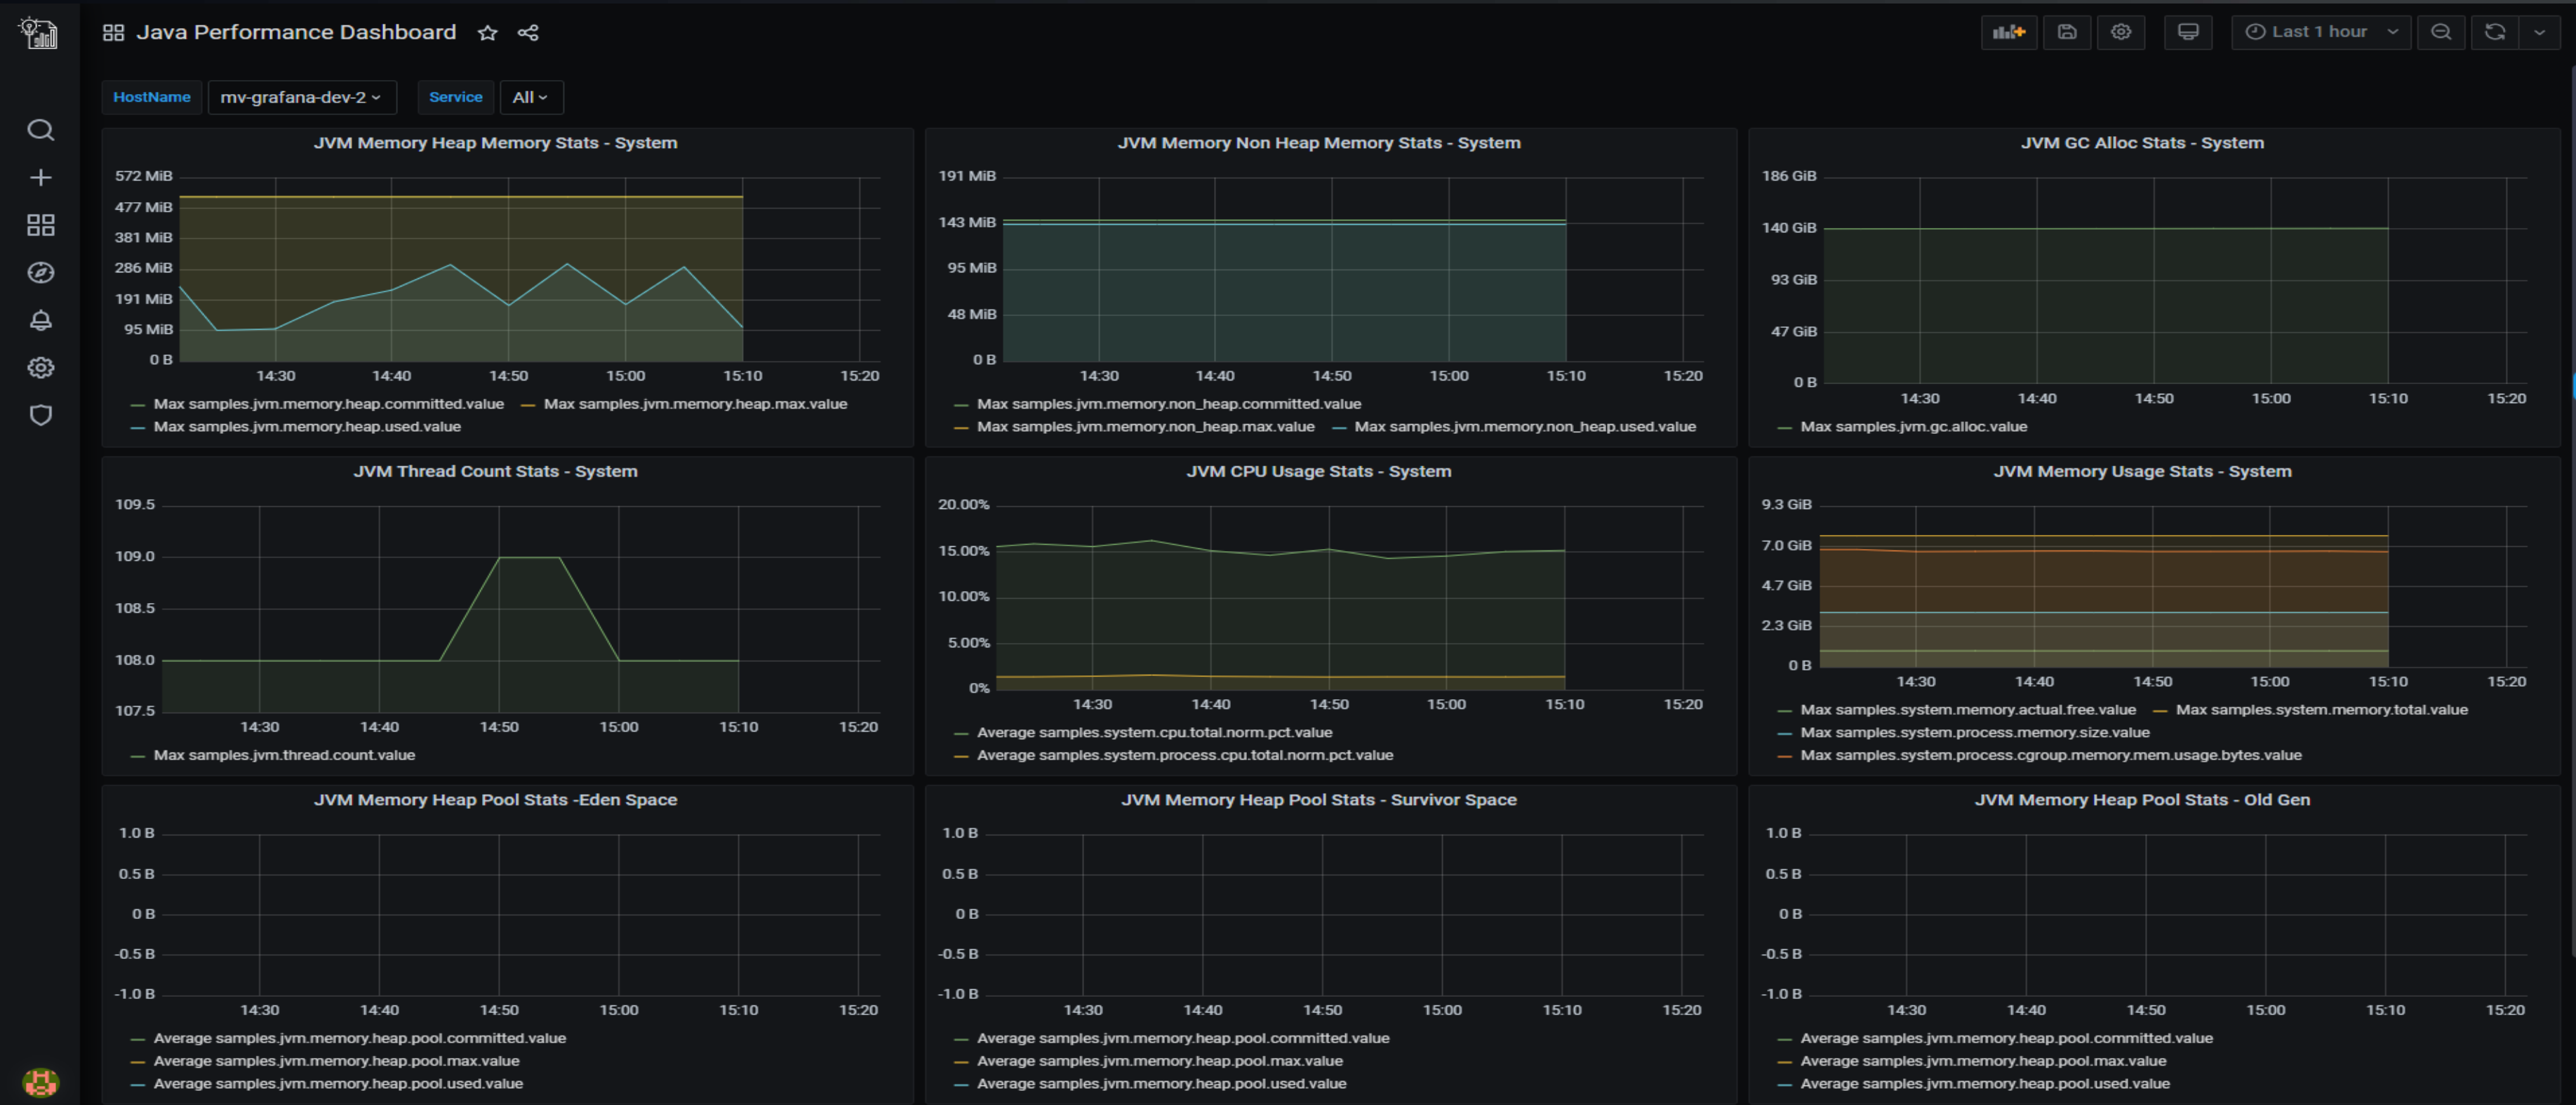 Java Performance Dashboard
Last 1 hour
HostName mv-grafana-dev-2 Service All
JVM Memory Heap Memory Stats - System
572 MiB
477 MiB
381 MiB
286 MiB
191 MiB
95 MiB
0 B
14:30 14:40 14:50 15:00 15:10 15:20
Max samples.jvm.memory.heap.committed.value Max samples.jvm.memory.heap.max.value
Max samples.jvm.memory.heap.used.value
JVM Memory Non Heap Memory Stats - System
191 MiB
143 MiB
95 MiB
48 MiB
0 B
14:30 14:40 14:50 15:00 15:10 15:20
Max samples.jvm.memory.non_heap.committed.value
Max samples.jvm.memory.non_heap.max.value Max samples.jvm.memory.non_heap.used.value
JVM GC Alloc Stats - System
186 GiB
140 GiB
93 GiB
47 GiB
0 B
14:30 14:40 14:50 15:00 15:10 15:20
Max samples.jvm.gc.alloc.value
JVM Thread Count Stats - System
109.5
109.0
108.5
108.0
107.5
14:30 14:40 14:50 15:00 15:10 15:20
Max samples.jvm.thread.count.value
JVM CPU Usage Stats - System
20.00%
15.00%
10.00%
5.00%
0%
14:30 14:40 14:50 15:00 15:10 15:20
Average samples.system.cpu.total.norm.pct.value
Average samples.system.process.cpu.total.norm.pct.value
JVM Memory Usage Stats - System
9.3 GiB
7.0 GiB
4.7 GiB
2.3 GiB
0 B
14:30 14:40 14:50 15:00 15:10 15:20
Max samples.system.memory.actual.free.value Max samples.system.memory.total.value
Max samples.system.process.memory.size.value
Max samples.system.process.cgroup.memory.mem.usage.bytes.value
JVM Memory Heap Pool Stats -Eden Space
1.0 B
0.5 B
0 B
-0.5 B
-1.0 B
14:30 14:40 14:50 15:00 15:10 15:20
Average samples.jvm.memory.heap.pool.committed.value
Average samples.jvm.memory.heap.pool.max.value
Average samples.jvm.memory.heap.pool.used.value
JVM Memory Heap Pool Stats - Survivor Space
1.0 B
0.5 B
0 B
-0.5 B
-1.0 B
14:30 14:40 14:50 15:00 15:10 15:20
Average samples.jvm.memory.heap.pool.committed.value
Average samples.jvm.memory.heap.pool.max.value
Average samples.jvm.memory.heap.pool.used.value
JVM Memory Heap Pool Stats - Old Gen
1.0 B
0.5 B
0 B
-0.5 B
-1.0 B
14:30 14:40 14:50 15:00 15:10 15:20
Average samples.jvm.memory.heap.pool.committed.value
Average samples.jvm.memory.heap.pool.max.value
Average samples.jvm.memory.heap.pool.used.value